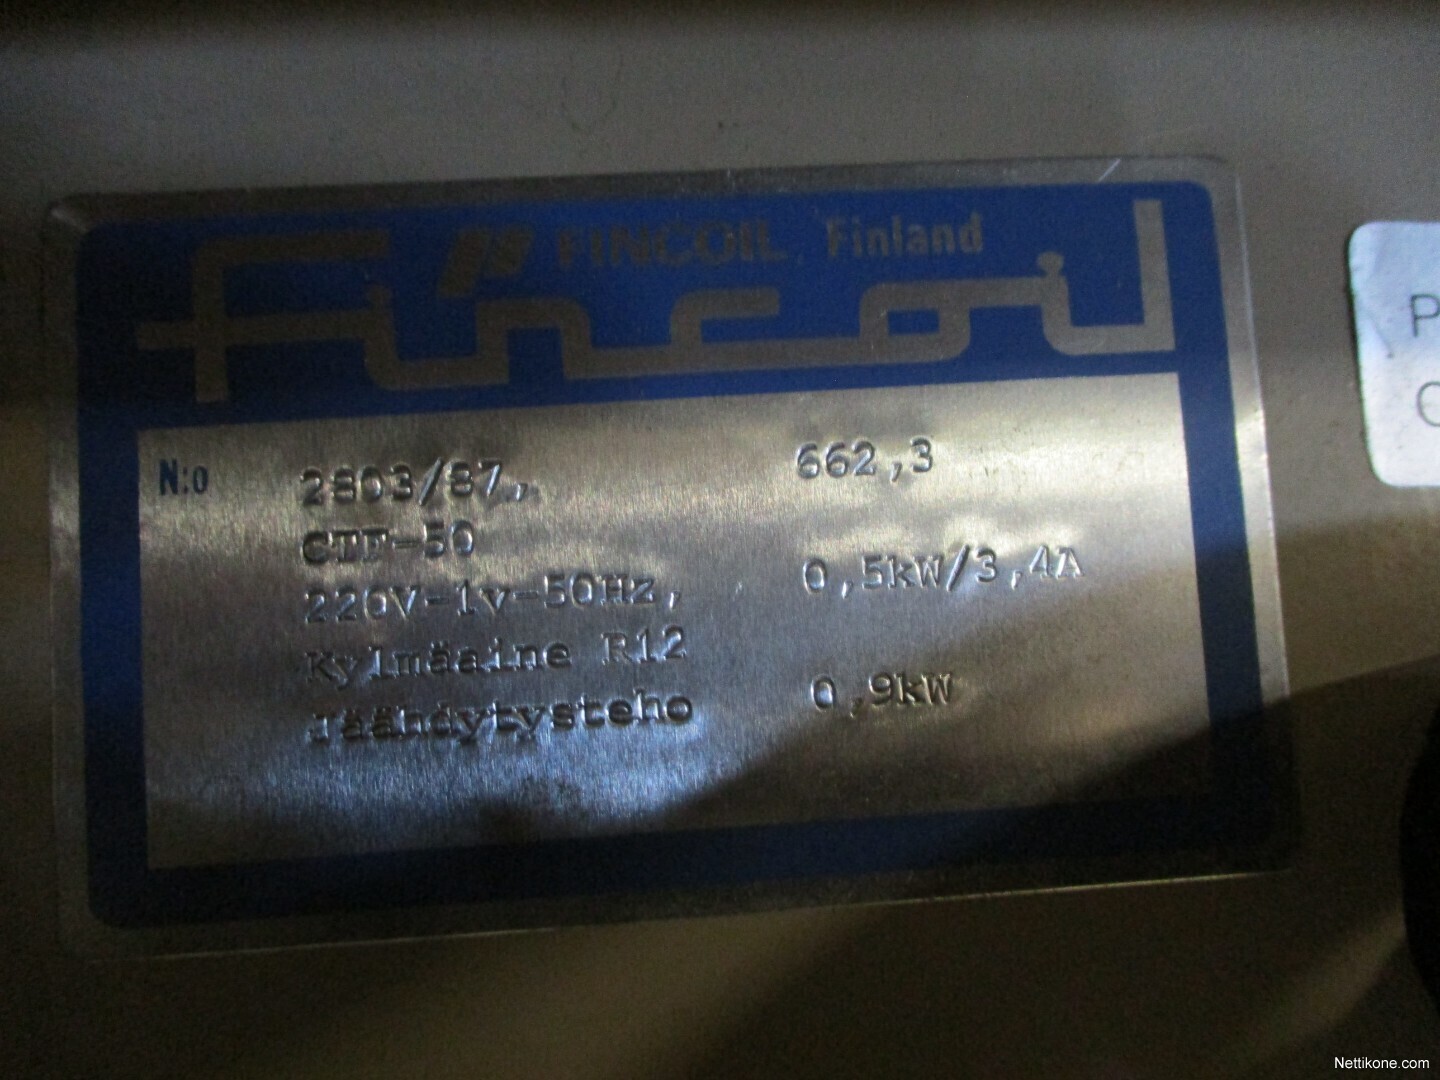 FINCOIL Finland
fincoil
N:o 2803/87, 662,3
CTF-50
220V-1v-50Hz, 0,5kW/3,4A
Kylmäaine R12
Jäähdytysteho 0,9kW
P
Nettikone.com